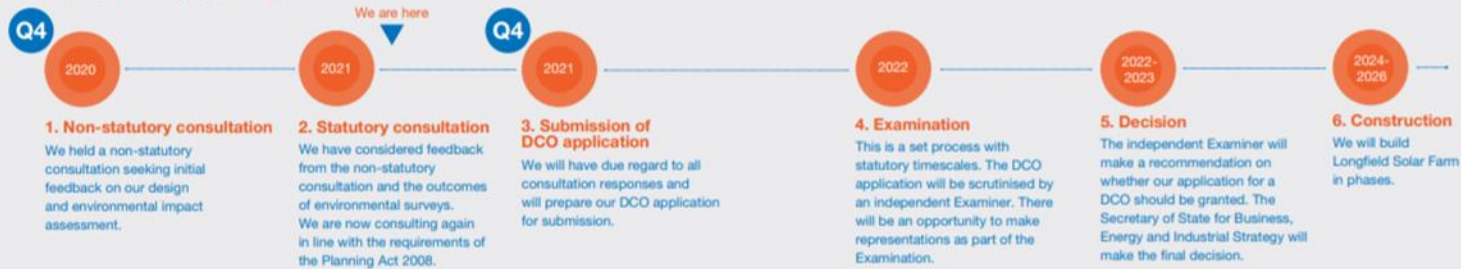 We are here
Q4
2020
2021
Q4
2021
2022
2022-
2023
2024-
2026
1. Non-statutory consultation
We held a non-statutory
consultation seeking initial
feedback on our design
and environmental impact
assessment.
2. Statutory consultation
We have considered feedback
from the non-statutory
consultation and the outcomes
of environmental surveys.
We are now consulting again
in line with the requirements of
the Planning Act 2008.
3. Submission of
DCO application
We will have due regard to all
consultation responses and
will prepare our DCO application
for submission.
4. Examination
This is a set process with
statutory timescales. The DCO
application will be scrutinised by
an independent Examiner. There
will be an opportunity to make
representations as part of the
Examination.
5. Decision
The independent Examiner will
make a recommendation on
whether our application for a
DCO should be granted. The
Secretary of State for Business,
Energy and Industrial Strategy will
make the final decision.
6. Construction
We will build
Longfield Solar Farm
in phases.